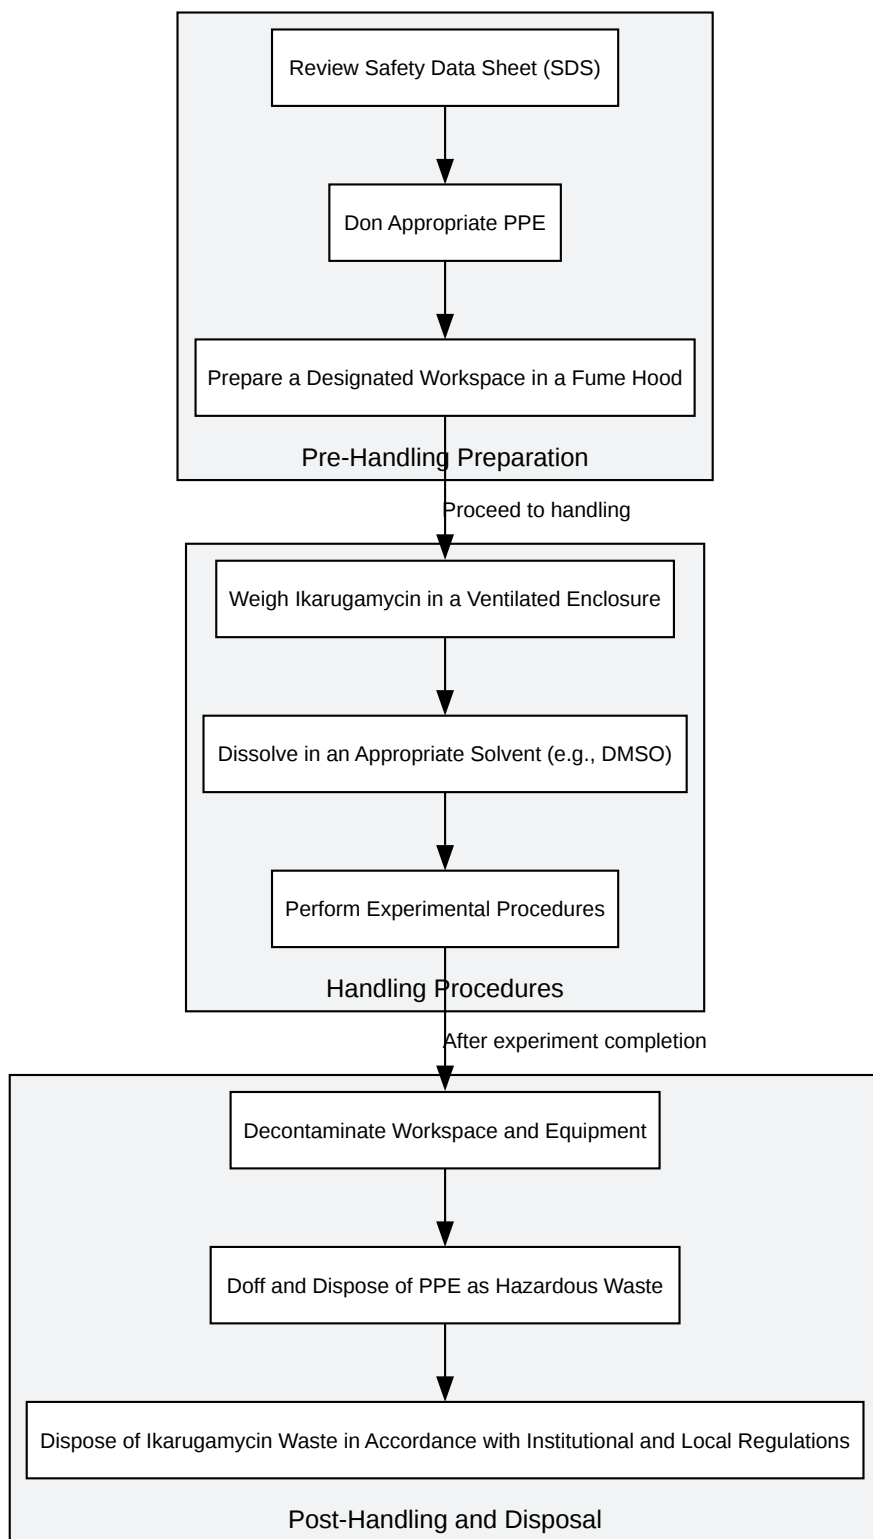 Review Safety Data Sheet (SDS)
Don Appropriate PPE
Prepare a Designated Workspace in a Fume Hood
Pre-Handling Preparation
Proceed to handling
Weigh Ikarugamycin in a Ventilated Enclosure
Dissolve in an Appropriate Solvent (e.g., DMSO)
Perform Experimental Procedures
Handling Procedures
After experiment completion
Decontaminate Workspace and Equipment
Doff and Dispose of PPE as Hazardous Waste
Dispose of Ikarugamycin Waste in Accordance with Institutional and Local Regulations
Post-Handling and Disposal